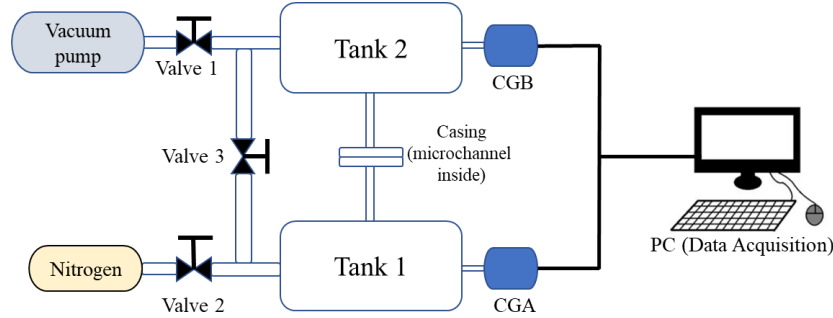 Vacuum
pump
Valve 1
Tank 2
CGB
Valve 3
Casing
(microchannel
inside)
PC (Data Acquisition)
Nitrogen
Valve 2
Tank 1
CGA